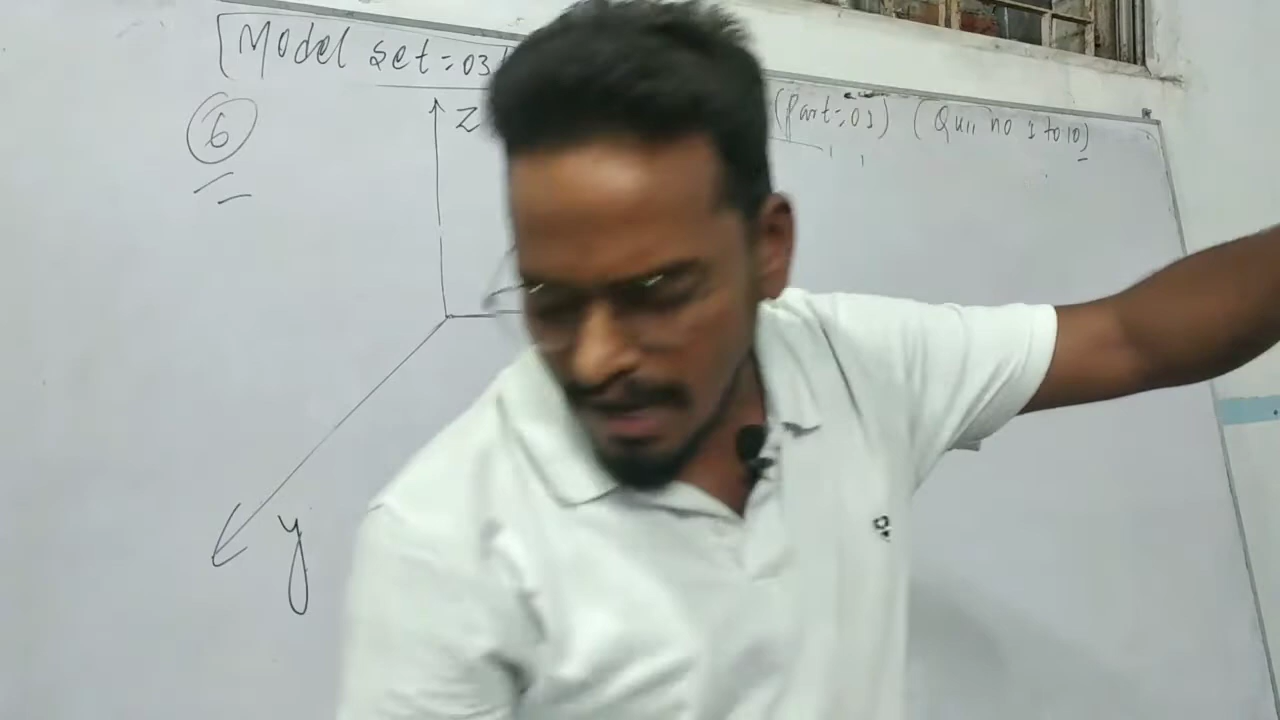 [Model set=03
(Part:01) (Qu,, no 1 to 10)
6
Z
y